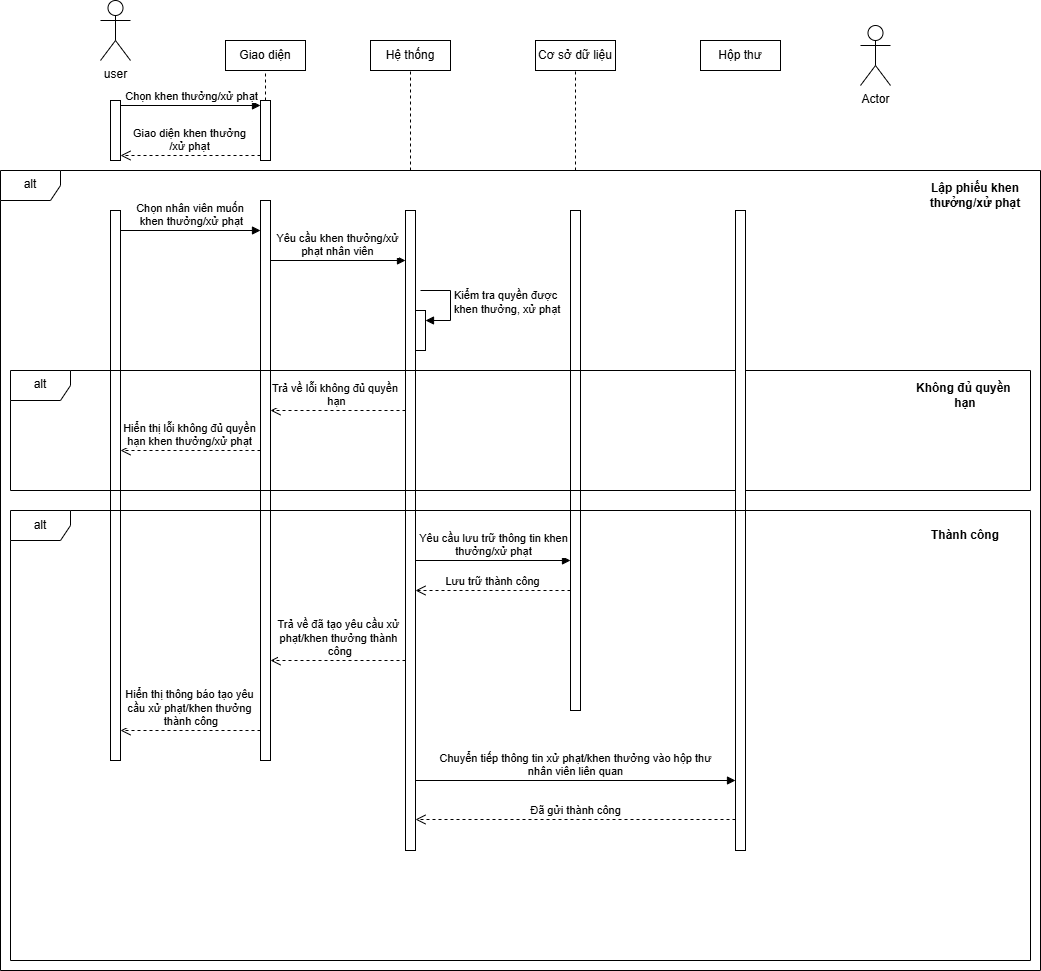 user
Giao diện
Hệ thống
Cơ sở dữ liệu
Hộp thư
Actor
Chọn khen thưởng/xử phạt
Giao diện khen thưởng
/xử phạt
alt
Lập phiếu khen
thưởng/xử phạt
Chọn nhân viên muốn
khen thưởng/xử phạt
Yêu cầu khen thưởng/xử
phạt nhân viên
Kiểm tra quyền được
khen thưởng, xử phạt
alt
Không đủ quyền
hạn
Trả về lỗi không đủ quyền
hạn
Hiển thị lỗi không đủ quyền
hạn khen thưởng/xử phạt
alt
Thành công
Yêu cầu lưu trữ thông tin khen
thưởng/xử phạt
Lưu trữ thành công
Trả về đã tạo yêu cầu xử
phạt/khen thưởng thành
công
Hiển thị thông báo tạo yêu
cầu xử phạt/khen thưởng
thành công
Chuyển tiếp thông tin xử phạt/khen thưởng vào hộp thư
nhân viên liên quan
Đã gửi thành công